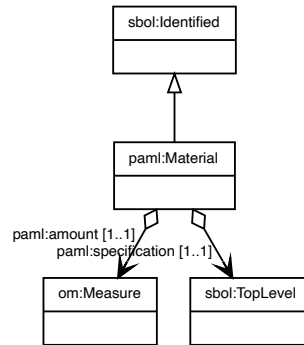 sbol:Identified
paml:Material
paml:amount [1..1]
paml:specification [1..1]
om:Measure
sbol:TopLevel